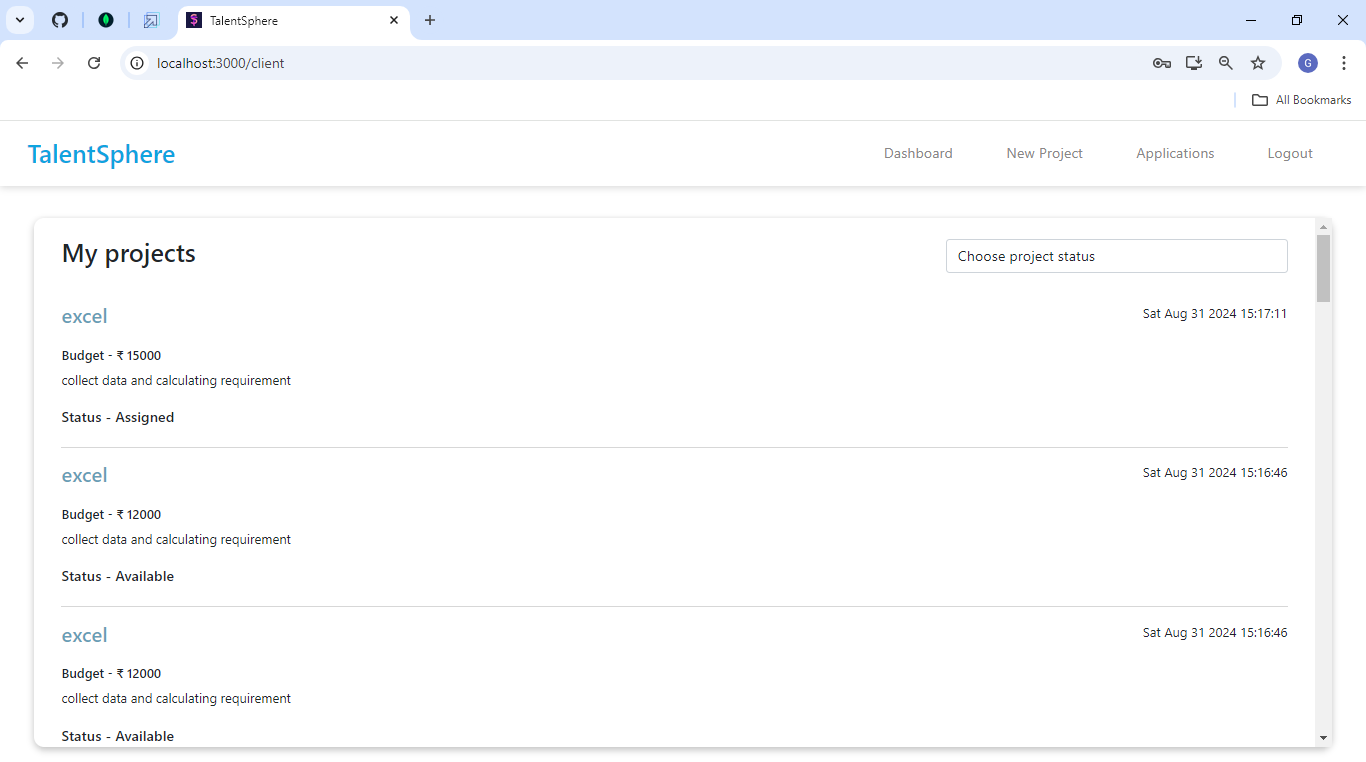 TalentSphere
localhost:3000/client
G
All Bookmarks
TalentSphere
Dashboard
New Project
Applications
Logout
My projects
Choose project status
excel
Sat Aug 31 2024 15:17:11
Budget - ₹ 15000
collect data and calculating requirement
Status - Assigned
excel
Sat Aug 31 2024 15:16:46
Budget - ₹ 12000
collect data and calculating requirement
Status - Available
excel
Sat Aug 31 2024 15:16:46
Budget - ₹ 12000
collect data and calculating requirement
Status - Available